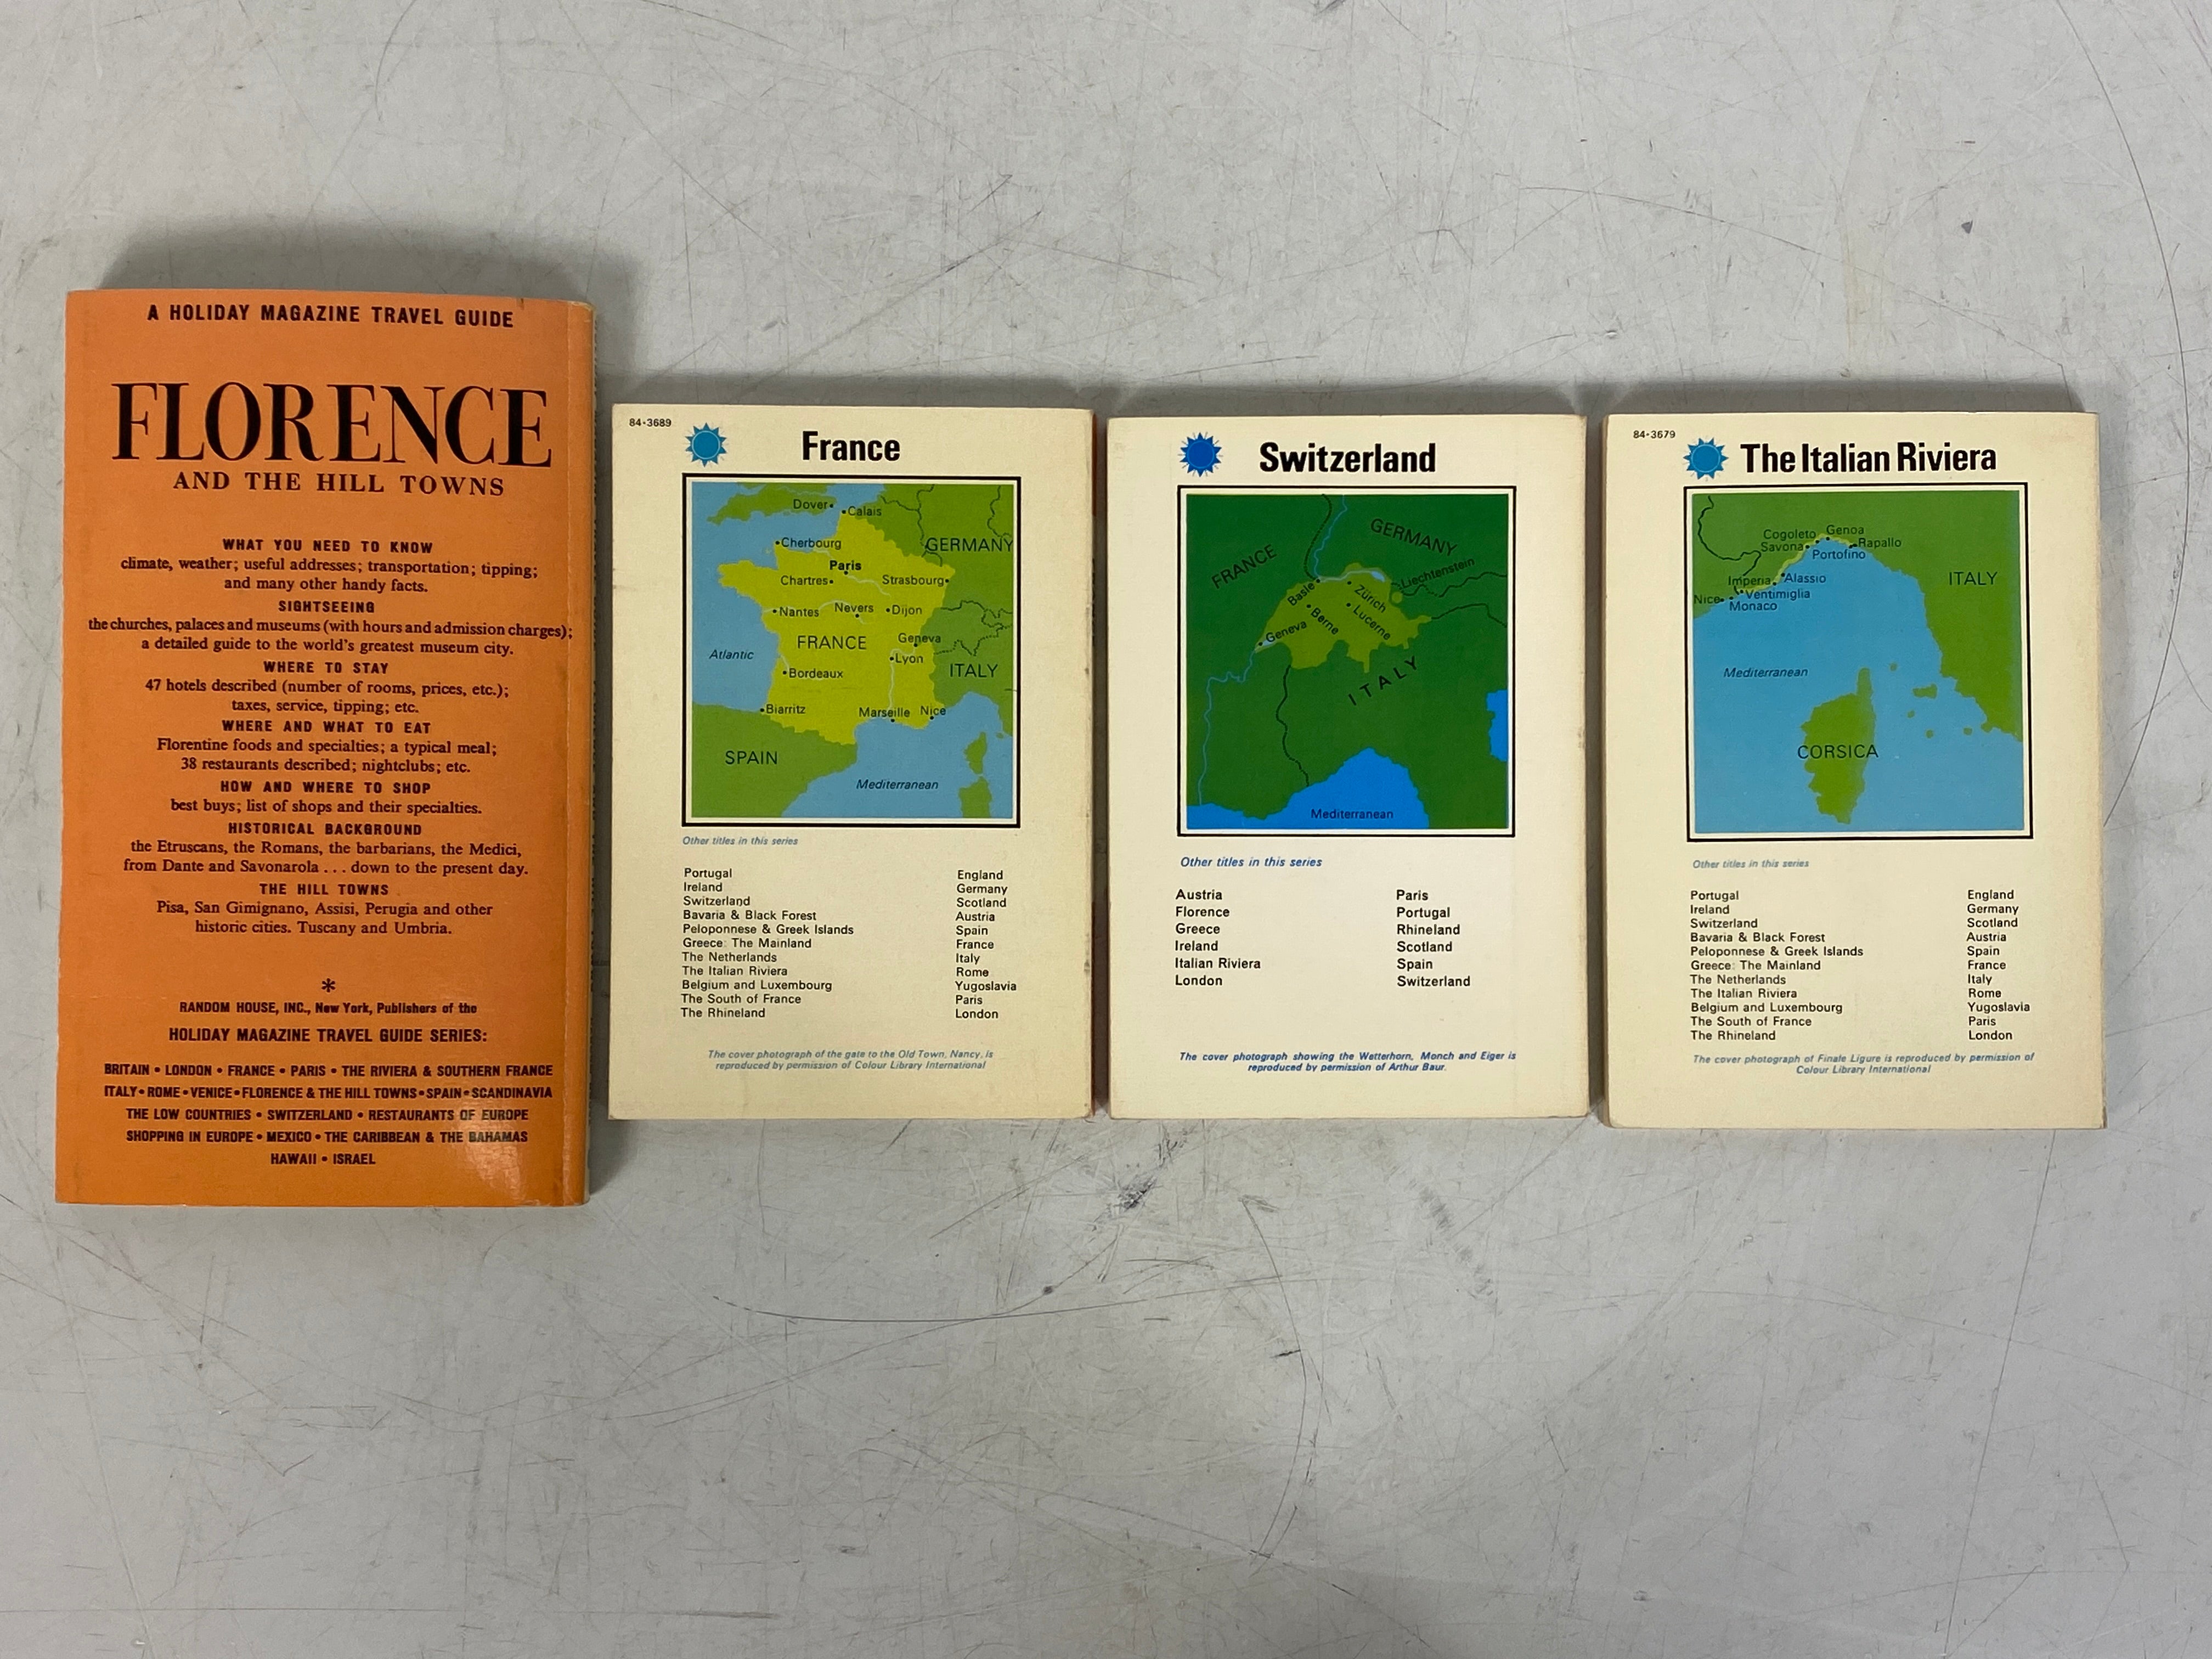 A HOLIDAY MAGAZINE TRAVEL GUIDE
FLORENCE
AND THE HILL TOWNS
WHAT YOU NEED TO KNOW
climate, weather; useful addresses; transportation; tipping;
and many other handy facts.
SIGHTSEEING
the churches, palaces and museums (with hours and admission charges);
a detailed guide to the world's greatest museum city.
WHERE TO STAY
47 hotels described (number of rooms, prices, etc.);
taxes, service, tipping; etc.
WHERE AND WHAT TO EAT
Florentine foods and specialties; a typical meal;
38 restaurants described; nightclubs; etc.
HOW AND WHERE TO SHOP
best buys; list of shops and their specialties.
HISTORICAL BACKGROUND
the Etruscans, the Romans, the barbarians, the Medici,
from Dante and Savonarola . . . down to the present day.
THE HILL TOWNS
Pisa, San Gimignano, Assisi, Perugia and other
historic cities. Tuscany and Umbria.
*
RANDOM HOUSE, INC., New York, Publishers of the
HOLIDAY MAGAZINE TRAVEL GUIDE SERIES:
BRITAIN • LONDON • FRANCE • PARIS • THE RIVIERA & SOUTHERN FRANCE
ITALY • ROME • VENICE • FLORENCE & THE HILL TOWNS • SPAIN • SCANDINAVIA
THE LOW COUNTRIES • SWITZERLAND • RESTAURANTS OF EUROPE
SHOPPING IN EUROPE • MEXICO • THE CARIBBEAN & THE BAHAMAS
HAWAII • ISRAEL
84-3689
France
Dover
Calais
Cherbourg
GERMANY
Paris
Chartres
Strasbourg
Nantes
Nevers
Dijon
FRANCE
Geneva
Atlantic
Lyon
ITALY
Bordeaux
Biarritz
Marseille
Nice
SPAIN
Mediterranean
Other titles in this series
Portugal
Ireland
Switzerland
Bavaria & Black Forest
Peloponnese & Greek Islands
Greece: The Mainland
The Netherlands
The Italian Riviera
Belgium and Luxembourg
The South of France
The Rhineland
England
Germany
Scotland
Austria
Spain
France
Italy
Rome
Yugoslavia
Paris
London
The cover photograph of the gate to the Old Town, Nancy, is
reproduced by permission of Colour Library International
Switzerland
FRANCE
GERMANY
Liechtenstein
Basle
Zürich
Berne
Lucerne
Geneva
ITALY
Mediterranean
Other titles in this series
Austria
Florence
Greece
Ireland
Italian Riviera
London
Paris
Portugal
Rhineland
Scotland
Spain
Switzerland
The cover photograph showing the Wetterhorn, Monch and Eiger is
reproduced by permission of Arthur Baur.
84-3679
The Italian Riviera
Cogoleto
Genoa
Savona
Rapallo
Portofino
Imperia
Alassio
ITALY
Ventimiglia
Nice
Monaco
Mediterranean
CORSICA
Other titles in this series
Portugal
Ireland
Switzerland
Bavaria & Black Forest
Peloponnese & Greek Islands
Greece: The Mainland
The Netherlands
The Italian Riviera
Belgium and Luxembourg
The South of France
The Rhineland
England
Germany
Scotland
Austria
Spain
France
Italy
Rome
Yugoslavia
Paris
London
The cover photograph of Finale Ligure is reproduced by permission of
Colour Library International